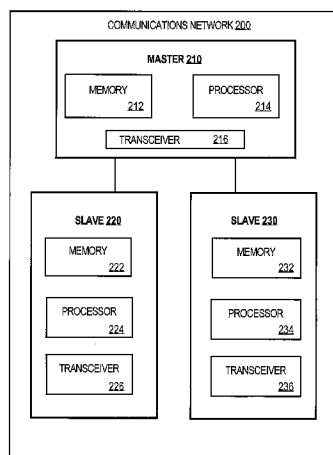 COMMUNICATIONS NETWORK 200
MASTER 210
MEMORY
212
PROCESSOR
214
TRANSCEIVER 216
SLAVE 220
MEMORY
222
PROCESSOR
224
TRANSCEIVER
226
SLAVE 230
MEMORY
232
PROCESSOR
234
TRANSCEIVER
236